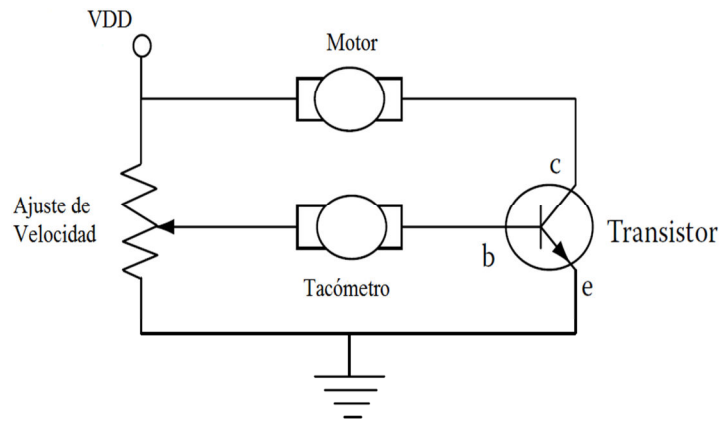 VDD
Motor
c
Ajuste de
Velocidad
Transistor
b
e
Tacómetro